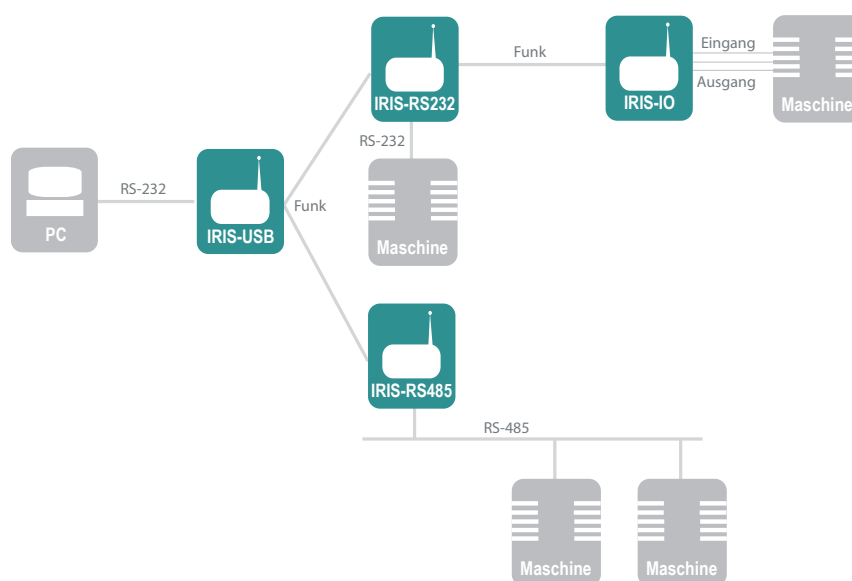 Funk
Eingang
Ausgang
IRIS-RS232
IRIS-IO
Maschine
RS-232
RS-232
Funk
PC
IRIS-USB
Maschine
IRIS-RS485
RS-485
Maschine
Maschine